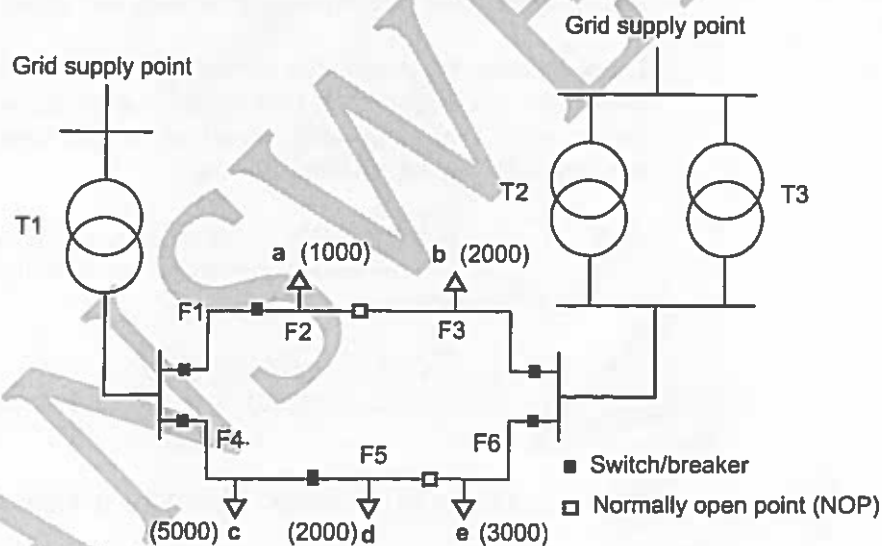 Grid supply point
Grid supply point
T1
T2
T3
a (1000)
b (2000)
F1
F2
F3
F4
F5
F6
Switch/breaker
Normally open point (NOP)
(5000) c
(2000) d
e (3000)